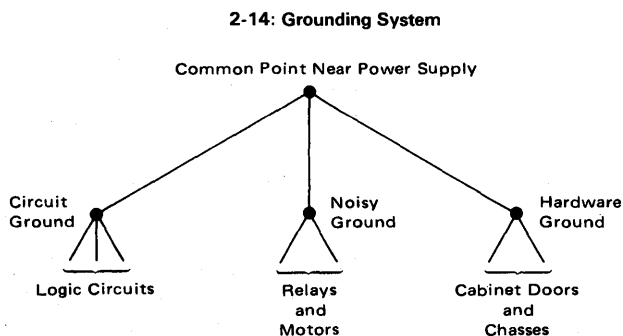 2-14: Grounding System
Common Point Near Power Supply
Circuit
Ground
Noisy
Ground
Hardware
Ground
Logic Circuits
Relays
and
Motors
Cabinet Doors
and
Chasses